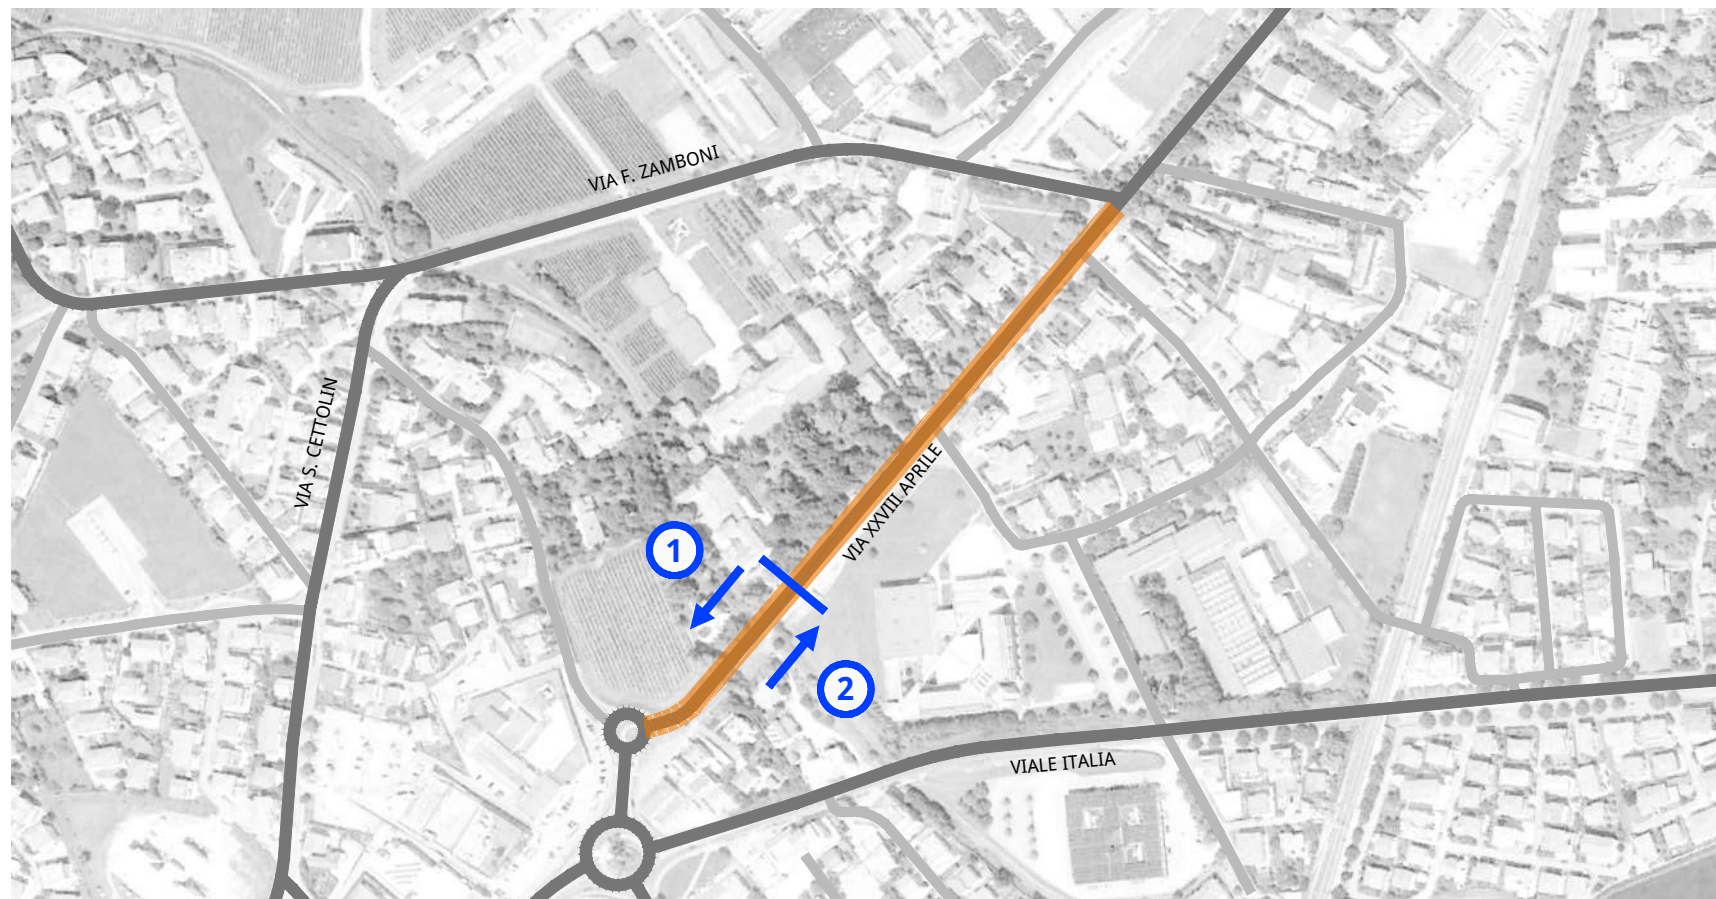 VIA F. ZAMBONI
VIA S. CETTOLIN
VIA XXVIII APRILE
1
2
VIALE ITALIA